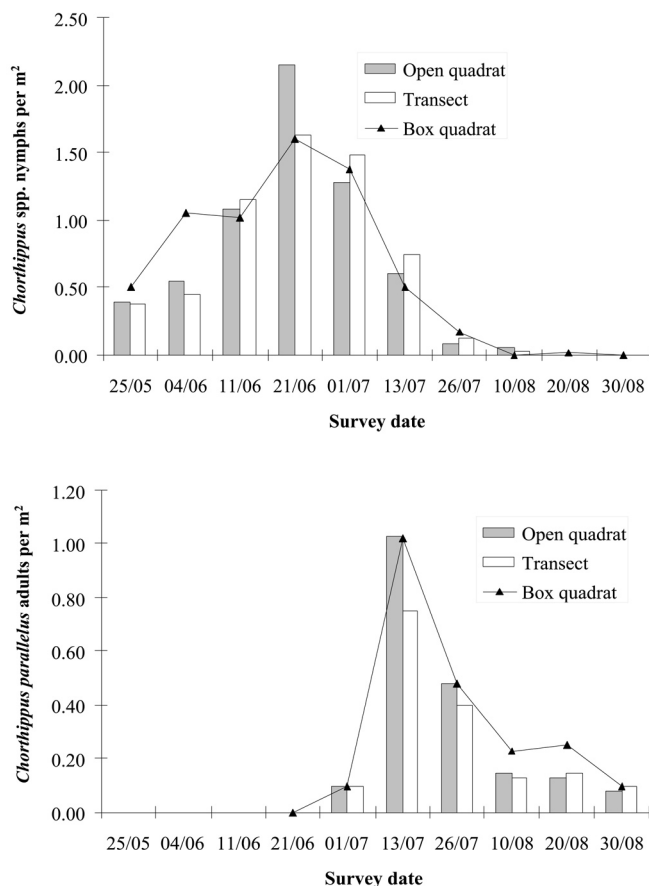 2.50
2.00
1.50
1.00
0.50
0.00
Chorthippus spp. nymphs per m²
Open quadrat
Transect
Box quadrat
25/05 04/06 11/06 21/06 01/07 13/07 26/07 10/08 20/08 30/08
Survey date
1.20
1.00
0.80
0.60
0.40
0.20
0.00
Chorthippus parallelus adults per m²
Open quadrat
Transect
Box quadrat
25/05 04/06 11/06 21/06 01/07 13/07 26/07 10/08 20/08 30/08
Survey date